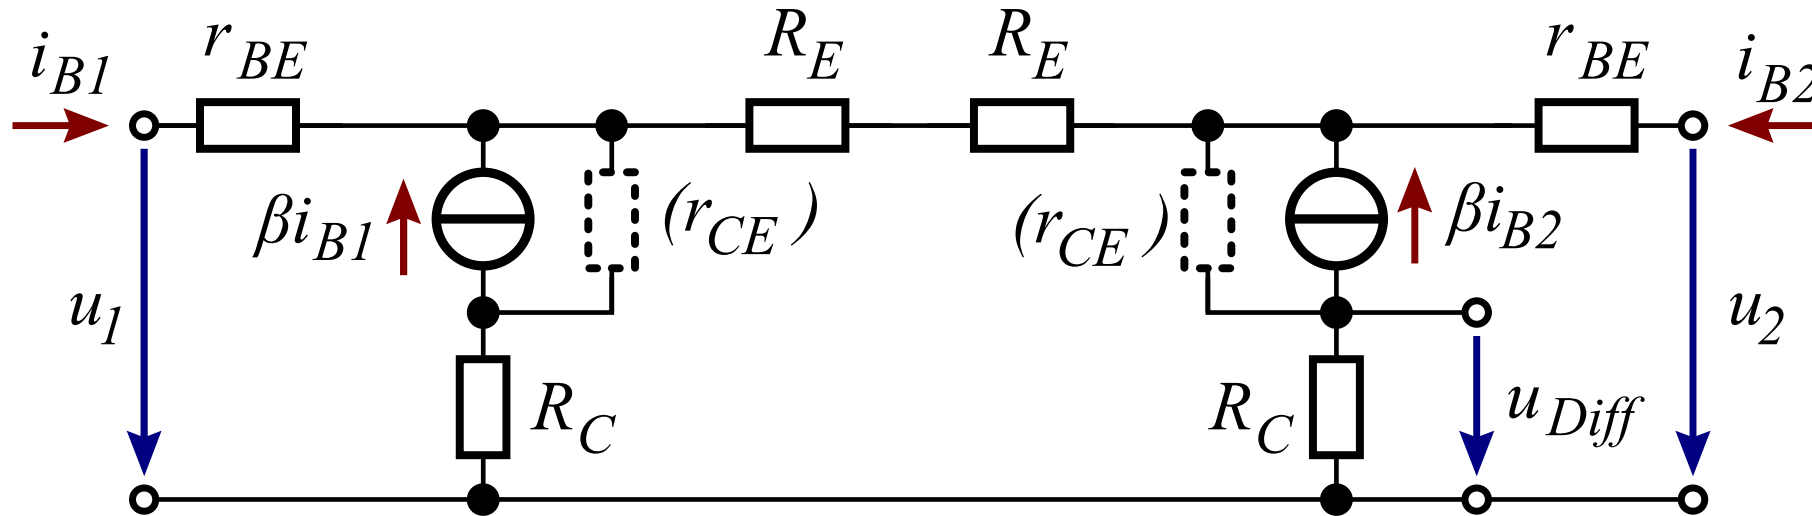 i_B1
r_BE
R_E
R_E
r_BE
i_B2
βi_B1
(r_CE)
(r_CE)
βi_B2
u_1
R_C
R_C
u_Diff
u_2